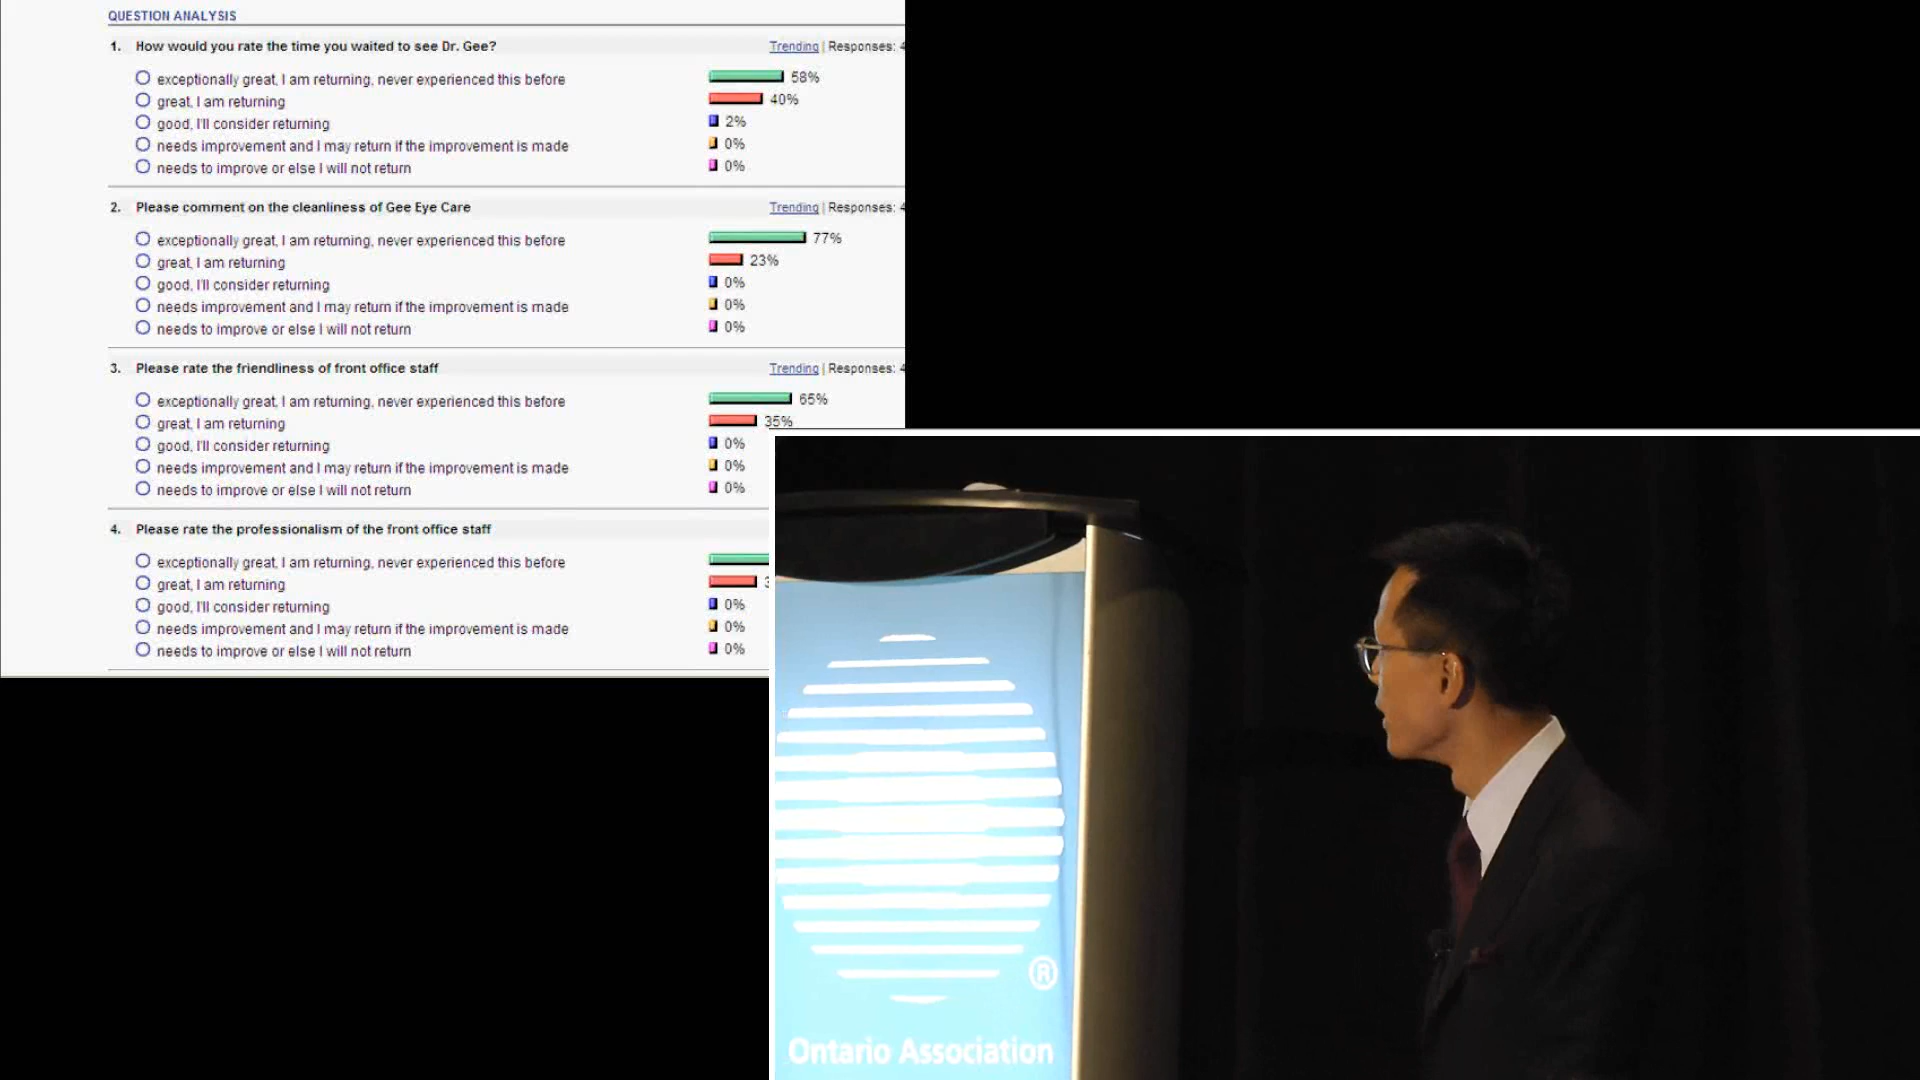 QUESTION ANALYSIS
1. How would you rate the time you waited to see Dr. Gee? Trending | Responses: 4
exceptionally great, I am returning, never experienced this before 58%
great, I am returning 40%
good, I'll consider returning 2%
needs improvement and I may return if the improvement is made 0%
needs to improve or else I will not return 0%
2. Please comment on the cleanliness of Gee Eye Care Trending | Responses: 4
exceptionally great, I am returning, never experienced this before 77%
great, I am returning 23%
good, I'll consider returning 0%
needs improvement and I may return if the improvement is made 0%
needs to improve or else I will not return 0%
3. Please rate the friendliness of front office staff Trending | Responses: 4
exceptionally great, I am returning, never experienced this before 65%
great, I am returning 35%
good, I'll consider returning 0%
needs improvement and I may return if the improvement is made 0%
needs to improve or else I will not return 0%
4. Please rate the professionalism of the front office staff
exceptionally great, I am returning, never experienced this before
great, I am returning 3
good, I'll consider returning 0%
needs improvement and I may return if the improvement is made 0%
needs to improve or else I will not return 0%
®
Ontario Association